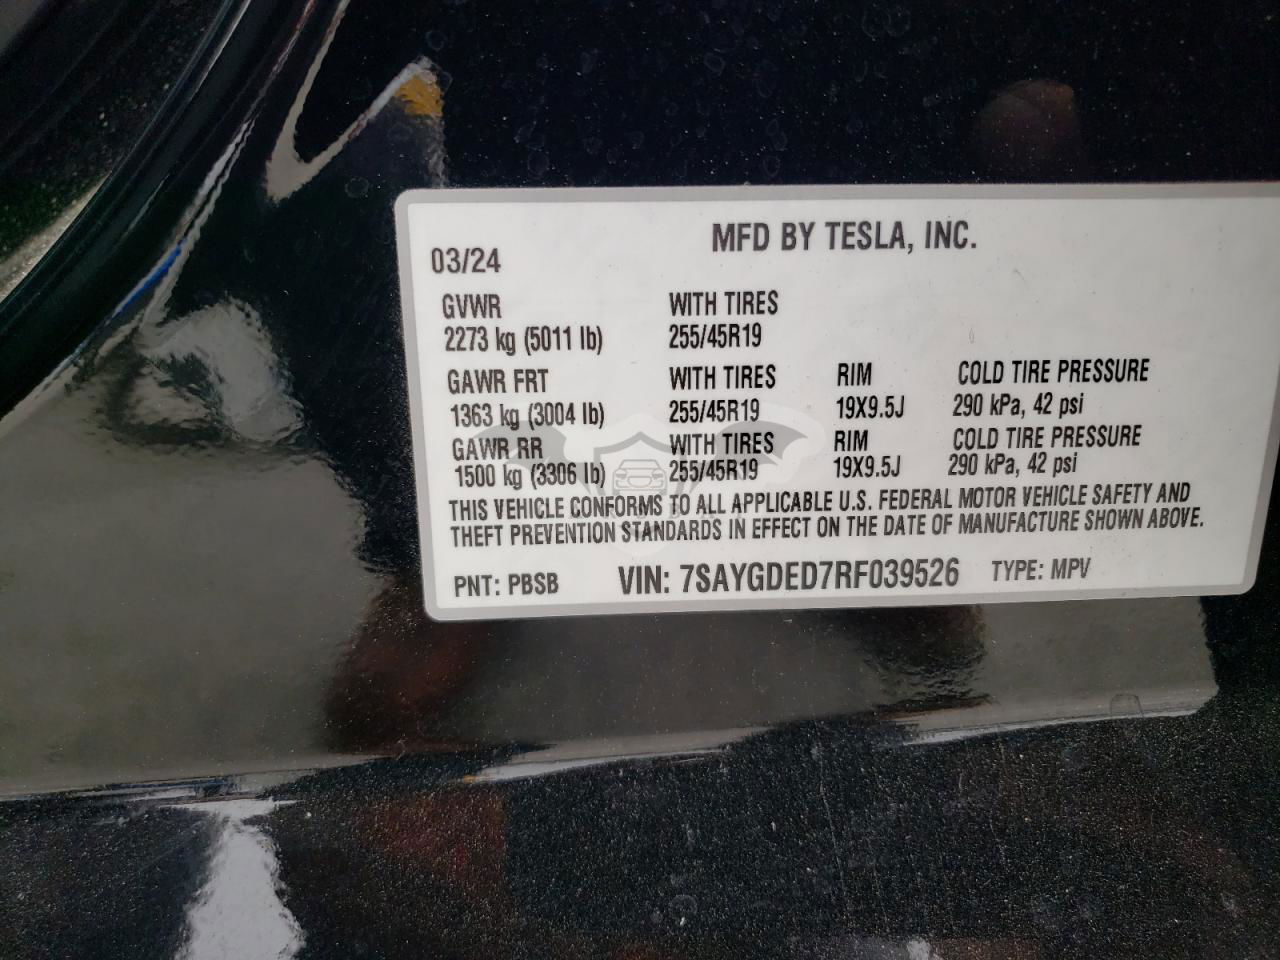 MFD BY TESLA, INC.
03/24
GVWR WITH TIRES
2273 kg (5011 lb) 255/45R19
GAWR FRT WITH TIRES RIM COLD TIRE PRESSURE
1363 kg (3004 lb) 255/45R19 19X9.5J 290 kPa, 42 psi
GAWR RR WITH TIRES RIM COLD TIRE PRESSURE
1500 kg (3306 lb) 255/45R19 19X9.5J 290 kPa, 42 psi
THIS VEHICLE CONFORMS TO ALL APPLICABLE U.S. FEDERAL MOTOR VEHICLE SAFETY AND
THEFT PREVENTION STANDARDS IN EFFECT ON THE DATE OF MANUFACTURE SHOWN ABOVE.
PNT: PBSB VIN: 7SAYGDED7RF039526 TYPE: MPV